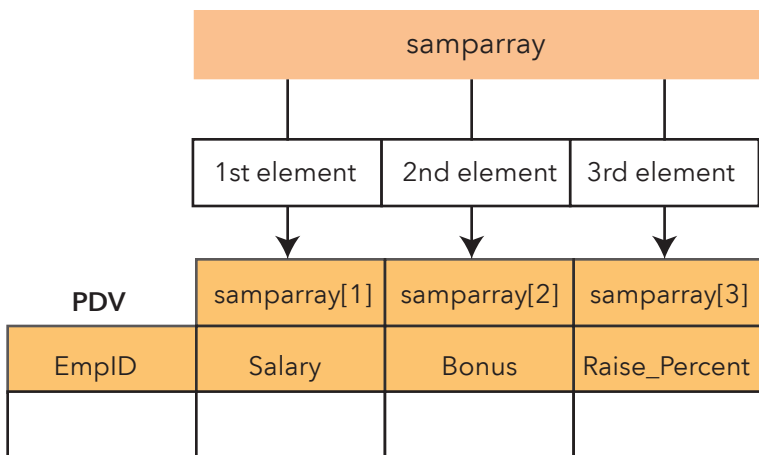 samparray
1st element 2nd element 3rd element
PDV samparray[1] samparray[2] samparray[3]
EmpID Salary Bonus Raise_Percent